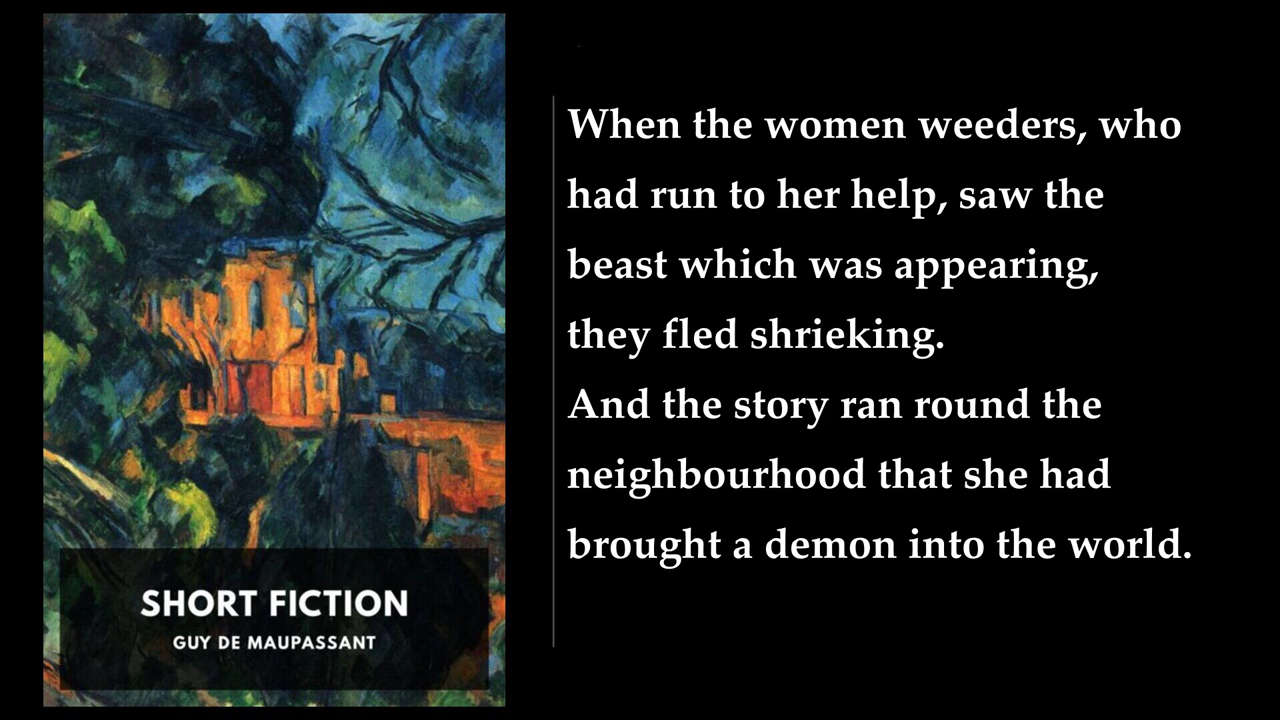 SHORT FICTION
GUY DE MAUPASSANT
When the women weeders, who
had run to her help, saw the
beast which was appearing,
they fled shrieking.
And the story ran round the
neighbourhood that she had
brought a demon into the world.